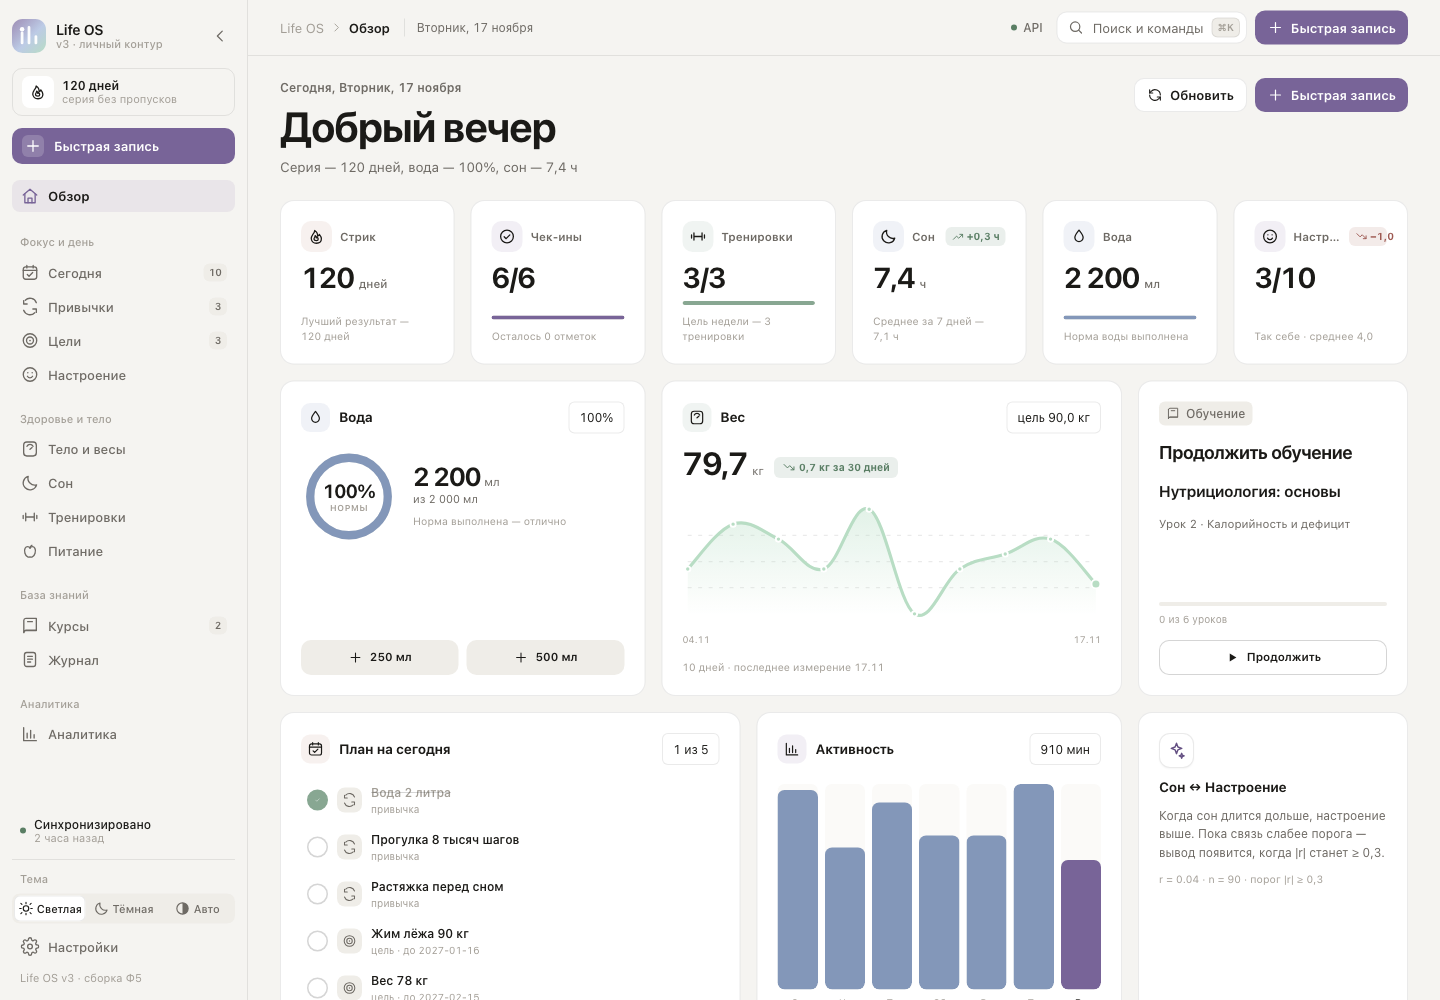 Life OS
v3 · личный контур
120 дней
серия без пропусков
Быстрая запись
Обзор
Фокус и день
Сегодня 10
Привычки 3
Цели 3
Настроение
Здоровье и тело
Тело и весы
Сон
Тренировки
Питание
База знаний
Курсы 2
Журнал
Аналитика
Аналитика
Синхронизировано
2 часа назад
Тема
Светлая Тёмная Авто
Настройки
Life OS v3 · сборка Ф5
Life OS Обзор Вторник, 17 ноября
API Поиск и команды ⌘K Быстрая запись
Сегодня, Вторник, 17 ноября
Обновить Быстрая запись
Добрый вечер
Серия — 120 дней, вода — 100%, сон — 7,4 ч
Стрик
120 дней
Лучший результат —
120 дней
Чек-ины
6/6
Осталось 0 отметок
Тренировки
3/3
Цель недели — 3
тренировки
Сон +0,3 ч
7,4 ч
Среднее за 7 дней —
7,1 ч
Вода
2 200 мл
Норма воды выполнена
Настр... −1,0
3/10
Так себе · среднее 4,0
Вода 100%
100%
НОРМЫ
2 200 мл
из 2 000 мл
Норма выполнена — отлично
250 мл 500 мл
Вес цель 90,0 кг
79,7 кг 0,7 кг за 30 дней
04.11 17.11
10 дней · последнее измерение 17.11
Обучение
Продолжить обучение
Нутрициология: основы
Урок 2 · Калорийность и дефицит
0 из 6 уроков
Продолжить
План на сегодня 1 из 5
Вода 2 литра
привычка
Прогулка 8 тысяч шагов
привычка
Растяжка перед сном
привычка
Жим лёжа 90 кг
цель · до 2027-01-16
Вес 78 кг
цель · до 2027-02-15
Активность 910 мин
Сон ↔ Настроение
Когда сон длится дольше, настроение
выше. Пока связь слабее порога —
вывод появится, когда |r| станет ≥ 0,3.
r = 0.04 · n = 90 · порог |r| ≥ 0,3